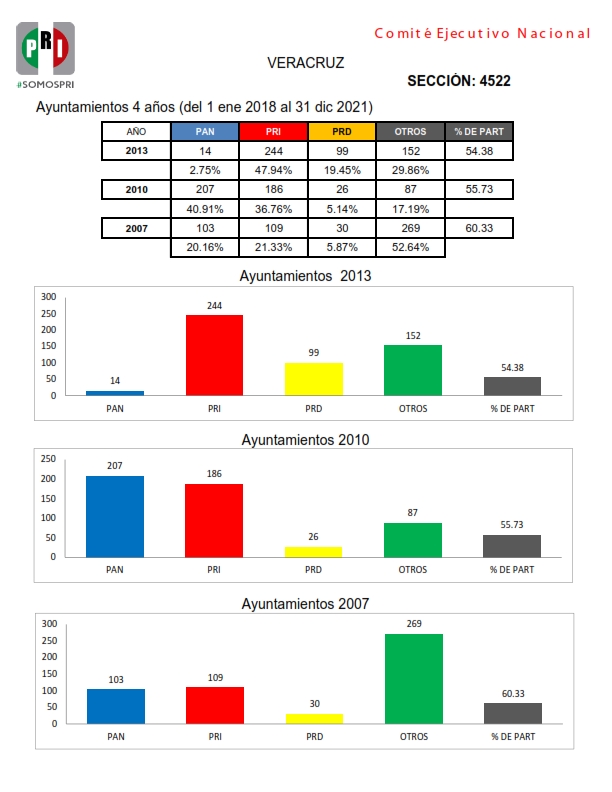 Comité Ejecutivo Nacional
PRI
#SOMOSPRI
VERACRUZ
SECCIÓN: 4522
Ayuntamientos 4 años (del 1 ene 2018 al 31 dic 2021)
AÑO PAN PRI PRD OTROS % DE PART
2013 14 244 99 152 54.38
2.75% 47.94% 19.45% 29.86%
2010 207 186 26 87 55.73
40.91% 36.76% 5.14% 17.19%
2007 103 109 30 269 60.33
20.16% 21.33% 5.87% 52.64%
Ayuntamientos 2013
300
250
200
150
100
50
0
14
244
99
152
54.38
PAN PRI PRD OTROS % DE PART
Ayuntamientos 2010
250
200
150
100
50
0
207
186
26
87
55.73
PAN PRI PRD OTROS % DE PART
Ayuntamientos 2007
300
250
200
150
100
50
0
103
109
30
269
60.33
PAN PRI PRD OTROS % DE PART